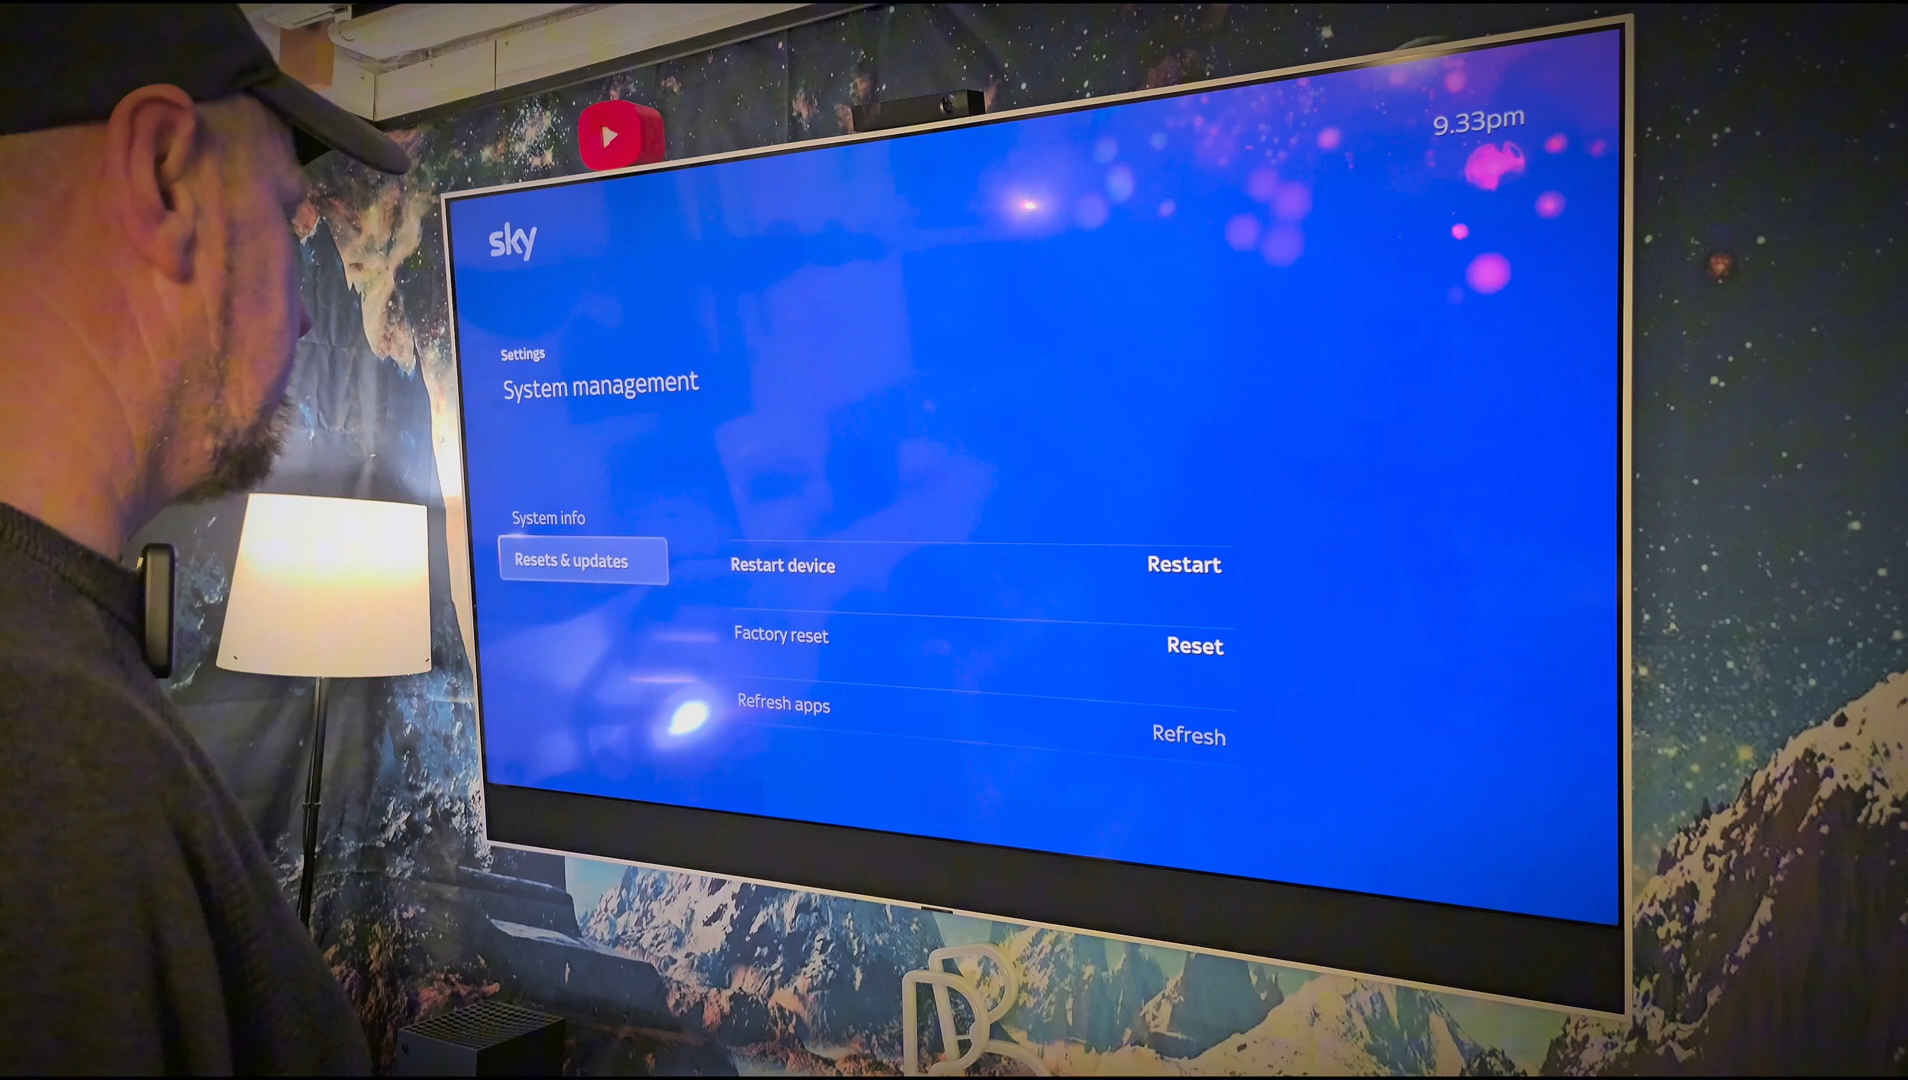 9.33pm
sky
Settings
System management
System info
Resets & updates
Restart device Restart
Factory reset Reset
Refresh apps Refresh